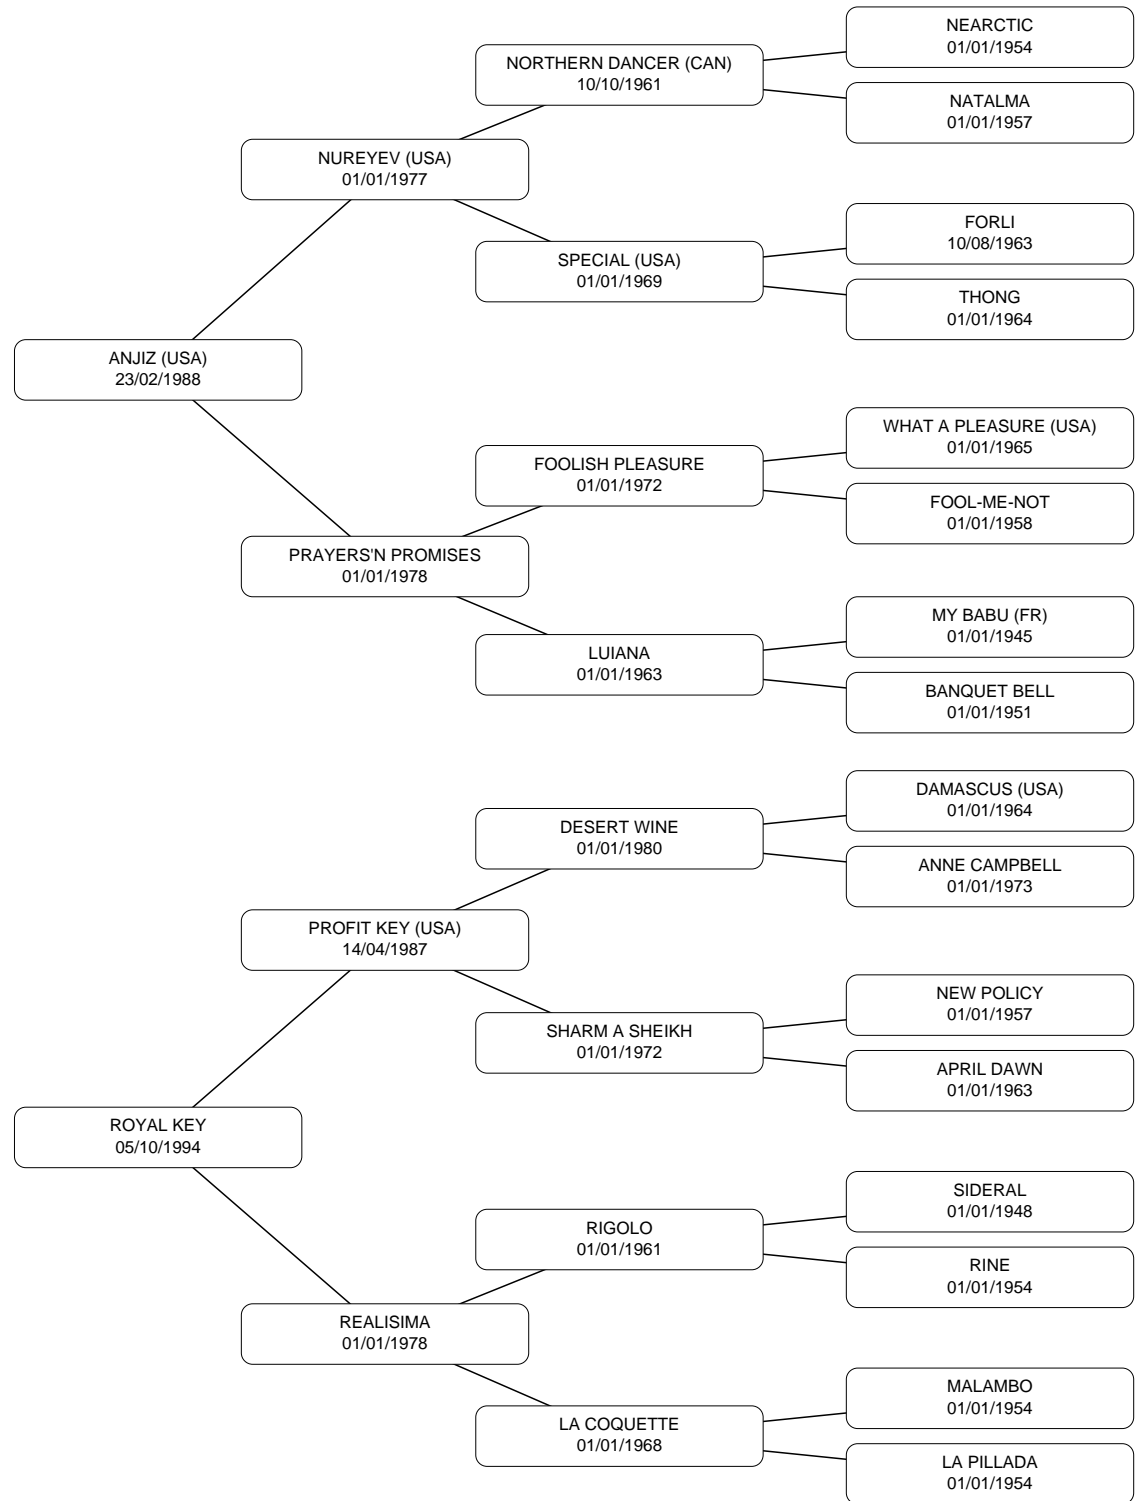 NEARCTIC
01/01/1954
NORTHERN DANCER (CAN)
10/10/1961
NATALMA
01/01/1957
NUREYEV (USA)
01/01/1977
FORLI
10/08/1963
SPECIAL (USA)
01/01/1969
THONG
01/01/1964
ANJIZ (USA)
23/02/1988
WHAT A PLEASURE (USA)
01/01/1965
FOOLISH PLEASURE
01/01/1972
FOOL-ME-NOT
01/01/1958
PRAYERS'N PROMISES
01/01/1978
MY BABU (FR)
01/01/1945
LUIANA
01/01/1963
BANQUET BELL
01/01/1951
DAMASCUS (USA)
01/01/1964
DESERT WINE
01/01/1980
ANNE CAMPBELL
01/01/1973
PROFIT KEY (USA)
14/04/1987
NEW POLICY
01/01/1957
SHARM A SHEIKH
01/01/1972
APRIL DAWN
01/01/1963
ROYAL KEY
05/10/1994
SIDERAL
01/01/1948
RIGOLO
01/01/1961
RINE
01/01/1954
REALISIMA
01/01/1978
MALAMBO
01/01/1954
LA COQUETTE
01/01/1968
LA PILLADA
01/01/1954